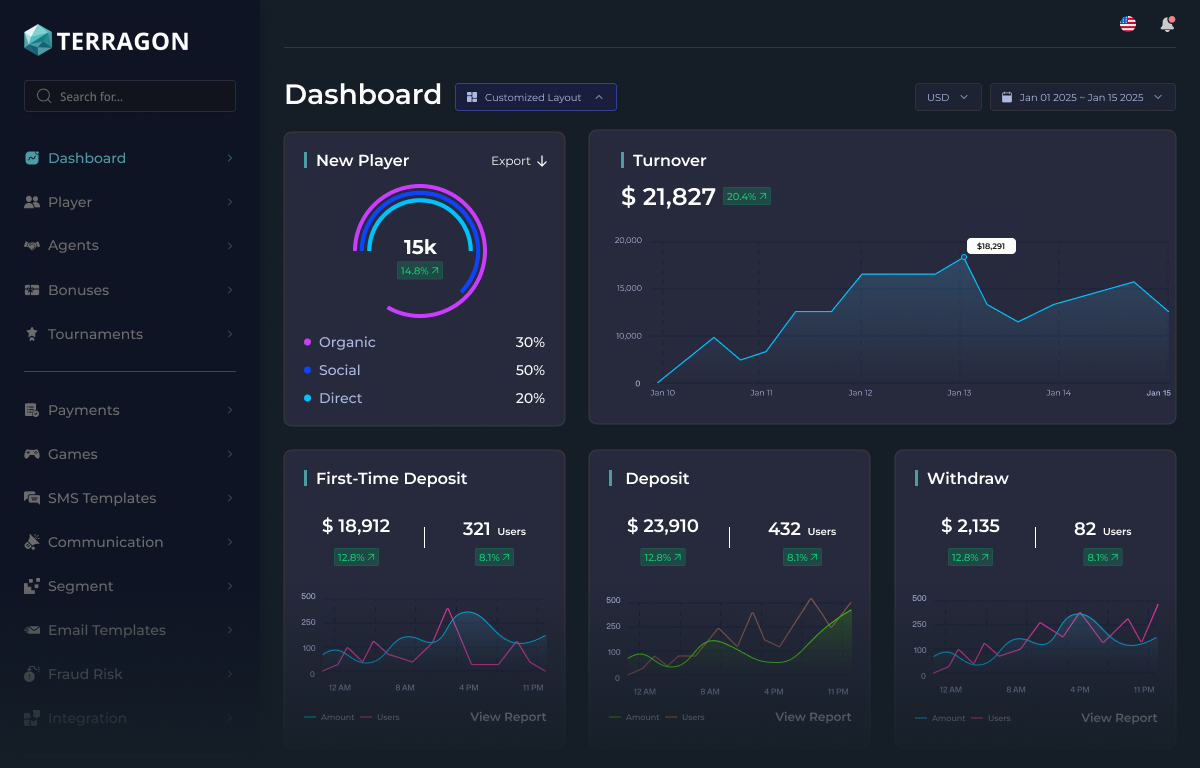 TERRAGON
Search for...
Dashboard
Player
Agents
Bonuses
Tournaments
Payments
Games
SMS Templates
Communication
Segment
Email Templates
Fraud Risk
Integration
Dashboard
Customized Layout
USD
Jan 01 2025 – Jan 15 2025
New Player
Export
15k
14.8%
Organic 30%
Social 50%
Direct 20%
Turnover
$ 21,827 20.4%
$18,291
20,000
15,000
10,000
0
Jan 10 Jan 11 Jan 12 Jan 13 Jan 14 Jan 15
First-Time Deposit
$ 18,912 321 Users
12.8% 8.1%
500
250
100
0
12 AM 8 AM 4 PM 11 PM
Amount Users View Report
Deposit
$ 23,910 432 Users
12.8% 8.1%
500
250
100
0
12 AM 8 AM 4 PM 11 PM
Amount Users View Report
Withdraw
$ 2,135 82 Users
12.8% 8.1%
500
250
100
0
12 AM 8 AM 4 PM 11 PM
Amount Users View Report